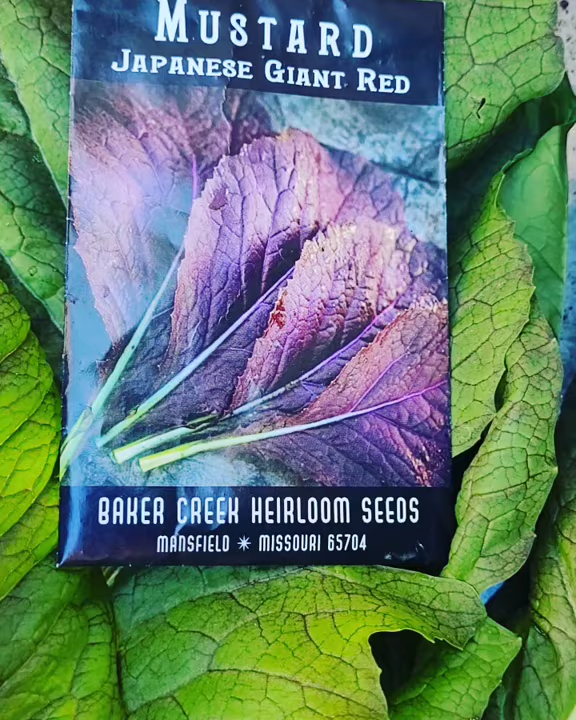 MUSTARD
JAPANESE GIANT RED
BAKER CREEK HEIRLOOM SEEDS
MANSFIELD ✴ MISSOURI 65704